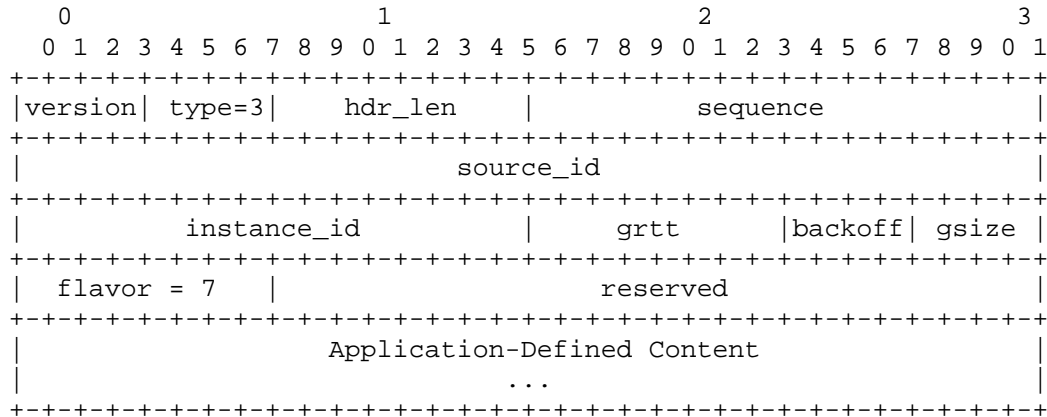 0                   1                   2                   3
  0 1 2 3 4 5 6 7 8 9 0 1 2 3 4 5 6 7 8 9 0 1 2 3 4 5 6 7 8 9 0 1
+-+-+-+-+-+-+-+-+-+-+-+-+-+-+-+-+-+-+-+-+-+-+-+-+-+-+-+-+-+-+-+-+
|version| type=3|    hdr_len    |          sequence             |
+-+-+-+-+-+-+-+-+-+-+-+-+-+-+-+-+-+-+-+-+-+-+-+-+-+-+-+-+-+-+-+-+
|                           source_id                           |
+-+-+-+-+-+-+-+-+-+-+-+-+-+-+-+-+-+-+-+-+-+-+-+-+-+-+-+-+-+-+-+-+
|          instance_id          |     grtt      |backoff| gsize |
+-+-+-+-+-+-+-+-+-+-+-+-+-+-+-+-+-+-+-+-+-+-+-+-+-+-+-+-+-+-+-+-+
|  flavor = 7   |                    reserved                   |
+-+-+-+-+-+-+-+-+-+-+-+-+-+-+-+-+-+-+-+-+-+-+-+-+-+-+-+-+-+-+-+-+
|                   Application-Defined Content                 |
|                              ...                              |
+-+-+-+-+-+-+-+-+-+-+-+-+-+-+-+-+-+-+-+-+-+-+-+-+-+-+-+-+-+-+-+-+